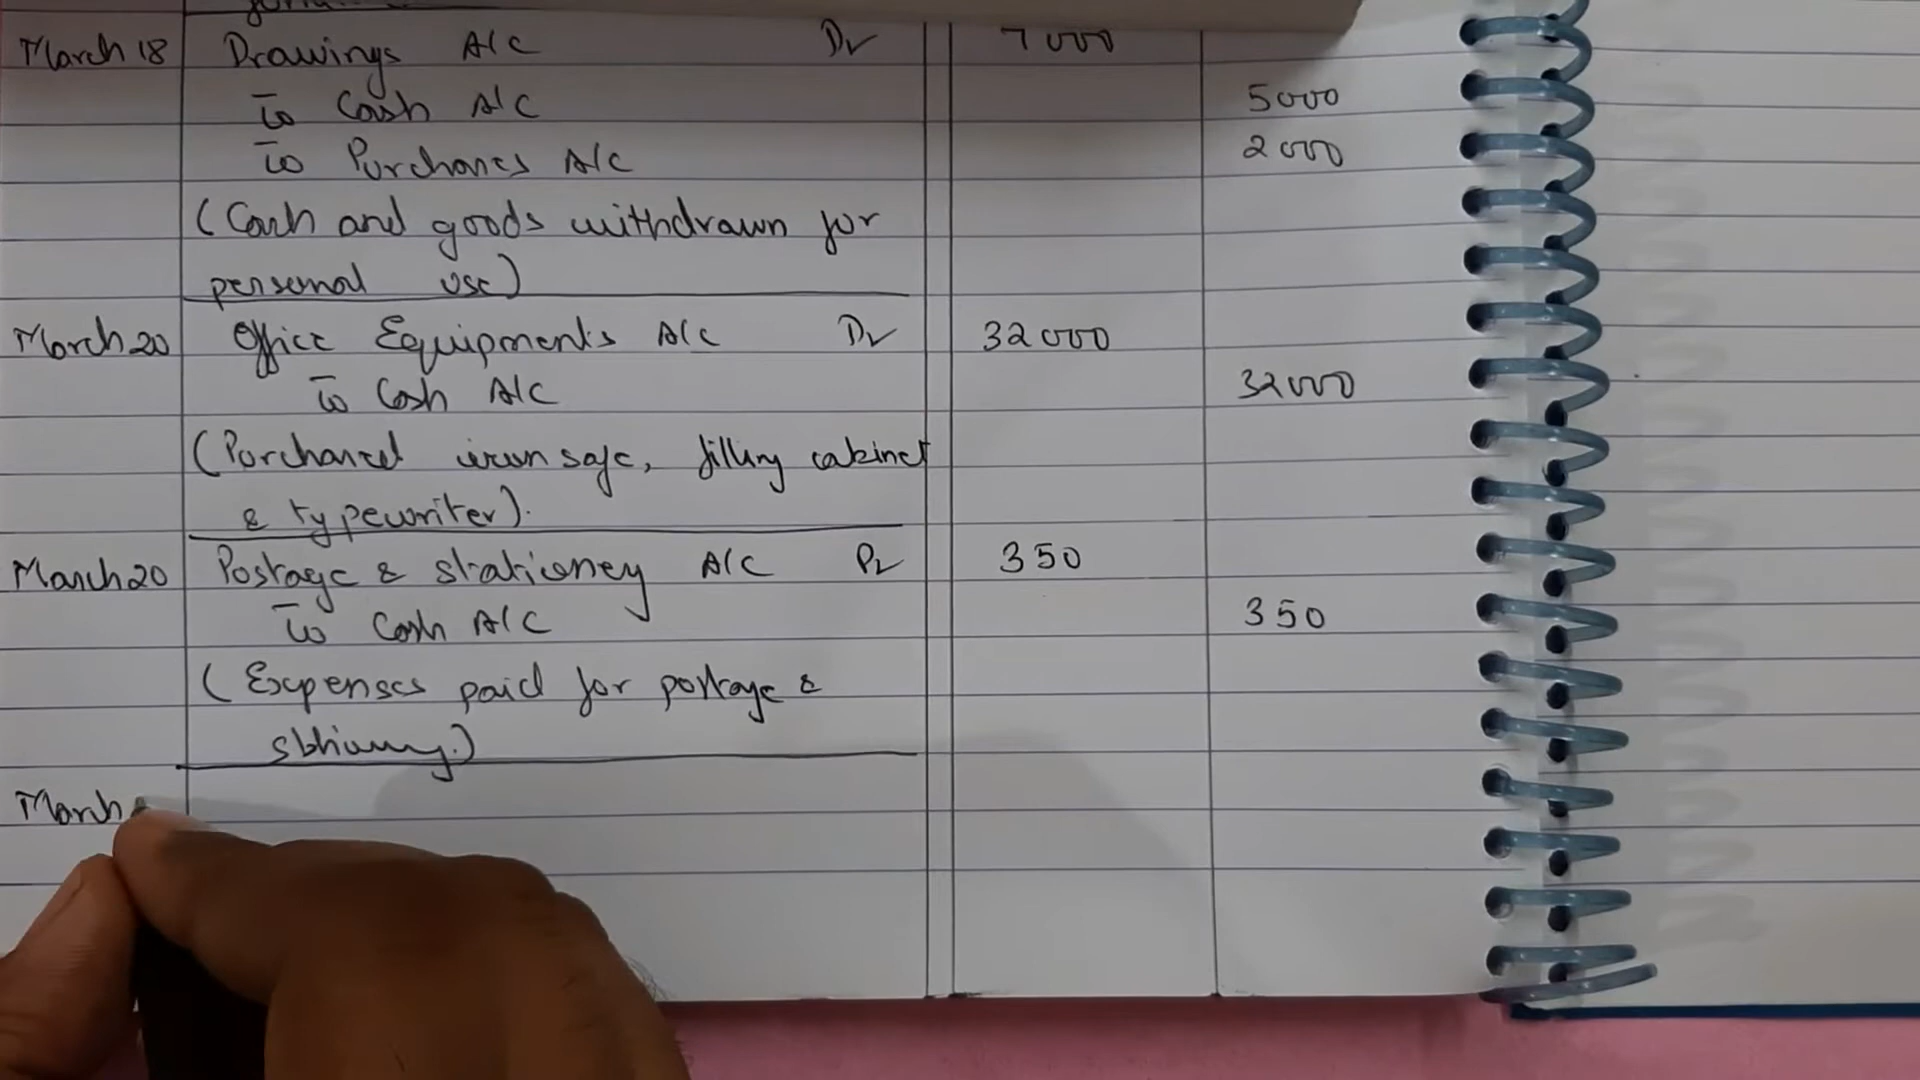 March 18 Drawings A/C Dr 7000
To Cash A/C 5000
To Purchases A/C 2000
(Cash and goods withdrawn for
personal use)
March 20 Office Equipments A/C Dr 32000
To Cash A/C 32000
(Purchased iron safe, filling cabinet
& typewriter).
March 20 Postage & stationey A/C Dr 350
To Cash A/C 350
(Expenses paid for postage &
March